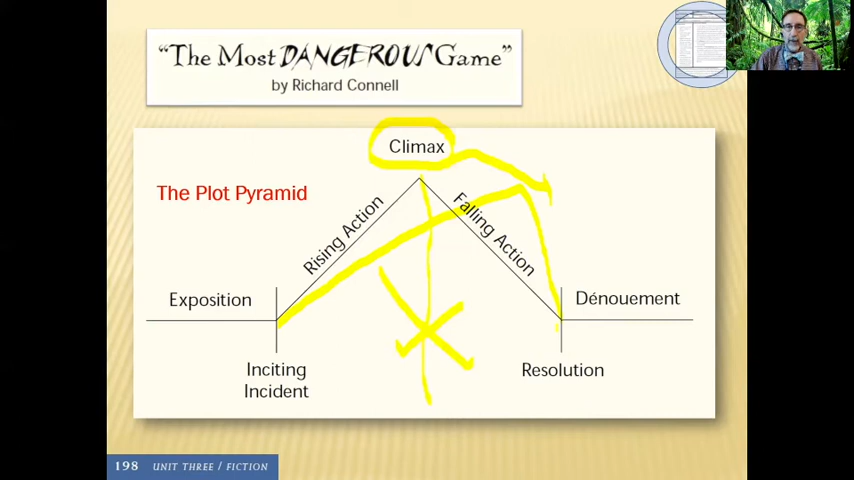 “The Most DANGEROUS Game”
by Richard Connell
Climax
The Plot Pyramid
Rising Action
Falling Action
Exposition
Dénouement
Inciting
Incident
Resolution
198 UNIT THREE / FICTION